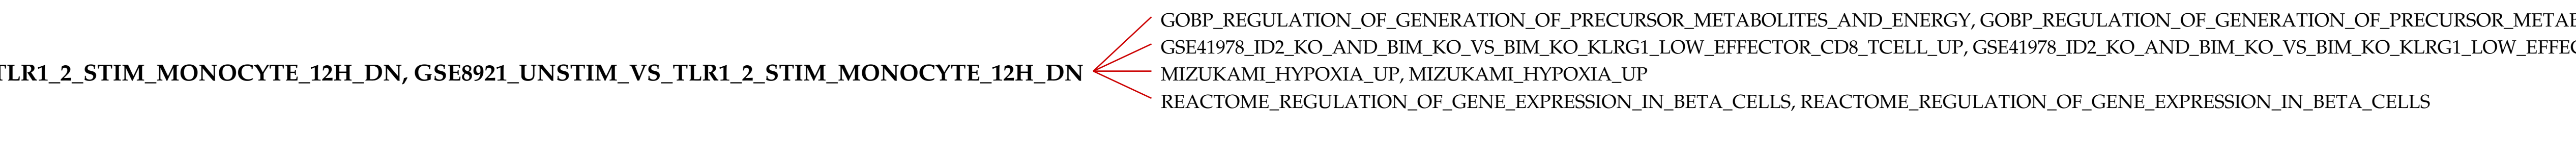 GOBP_REGULATION_OF_GENERATION_OF_PRECURSOR_METABOLITES_AND_ENERGY, GOBP_REGULATION_OF_GENERATION_OF_PRECURSOR_METAB
GSE41978_ID2_KO_AND_BIM_KO_VS_BIM_KO_KLRG1_LOW_EFFECTOR_CD8_TCELL_UP, GSE41978_ID2_KO_AND_BIM_KO_VS_BIM_KO_KLRG1_LOW_EFFEC
TLR1_2_STIM_MONOCYTE_12H_DN, GSE8921_UNSTIM_VS_TLR1_2_STIM_MONOCYTE_12H_DN
MIZUKAMI_HYPOXIA_UP, MIZUKAMI_HYPOXIA_UP
REACTOME_REGULATION_OF_GENE_EXPRESSION_IN_BETA_CELLS, REACTOME_REGULATION_OF_GENE_EXPRESSION_IN_BETA_CELLS